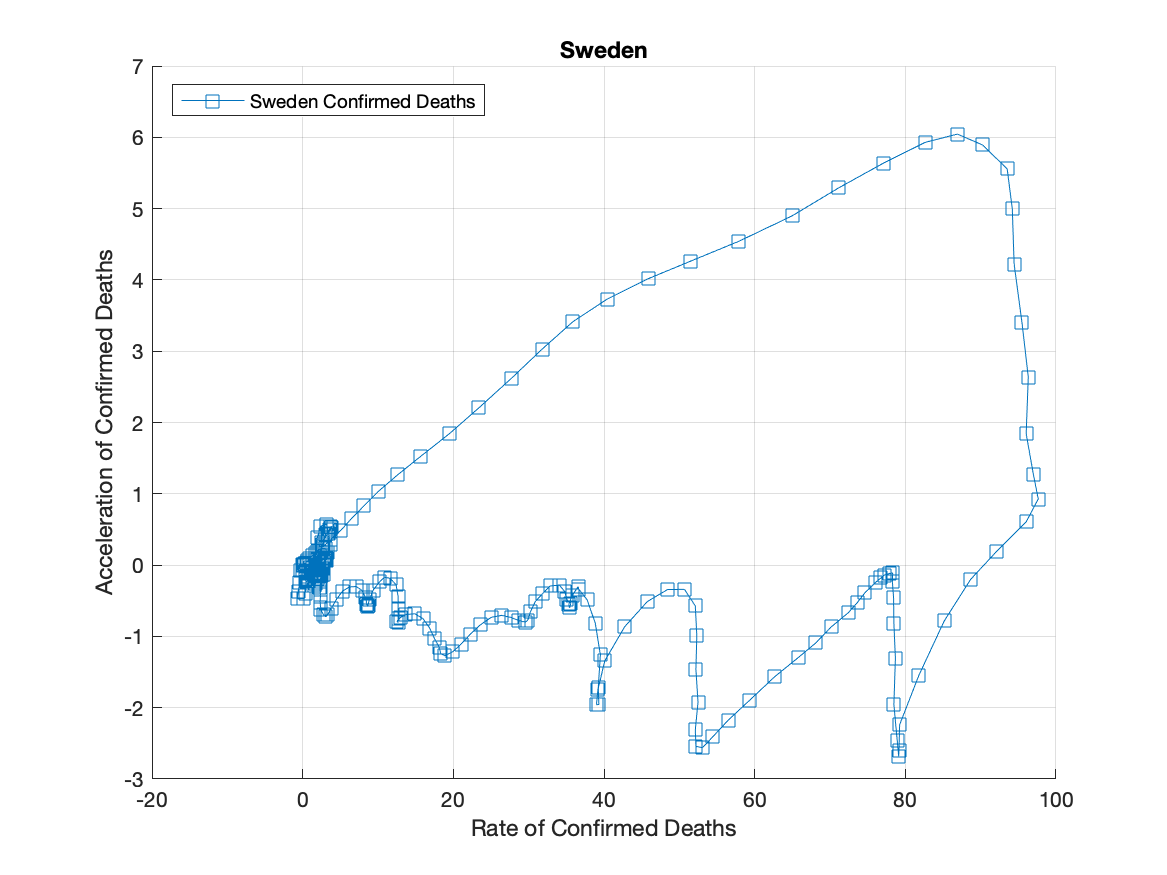 Sweden
Sweden Confirmed Deaths
7
6
5
4
3
2
1
0
-1
-2
-3
Acceleration of Confirmed Deaths
-20 0 20 40 60 80 100
Rate of Confirmed Deaths